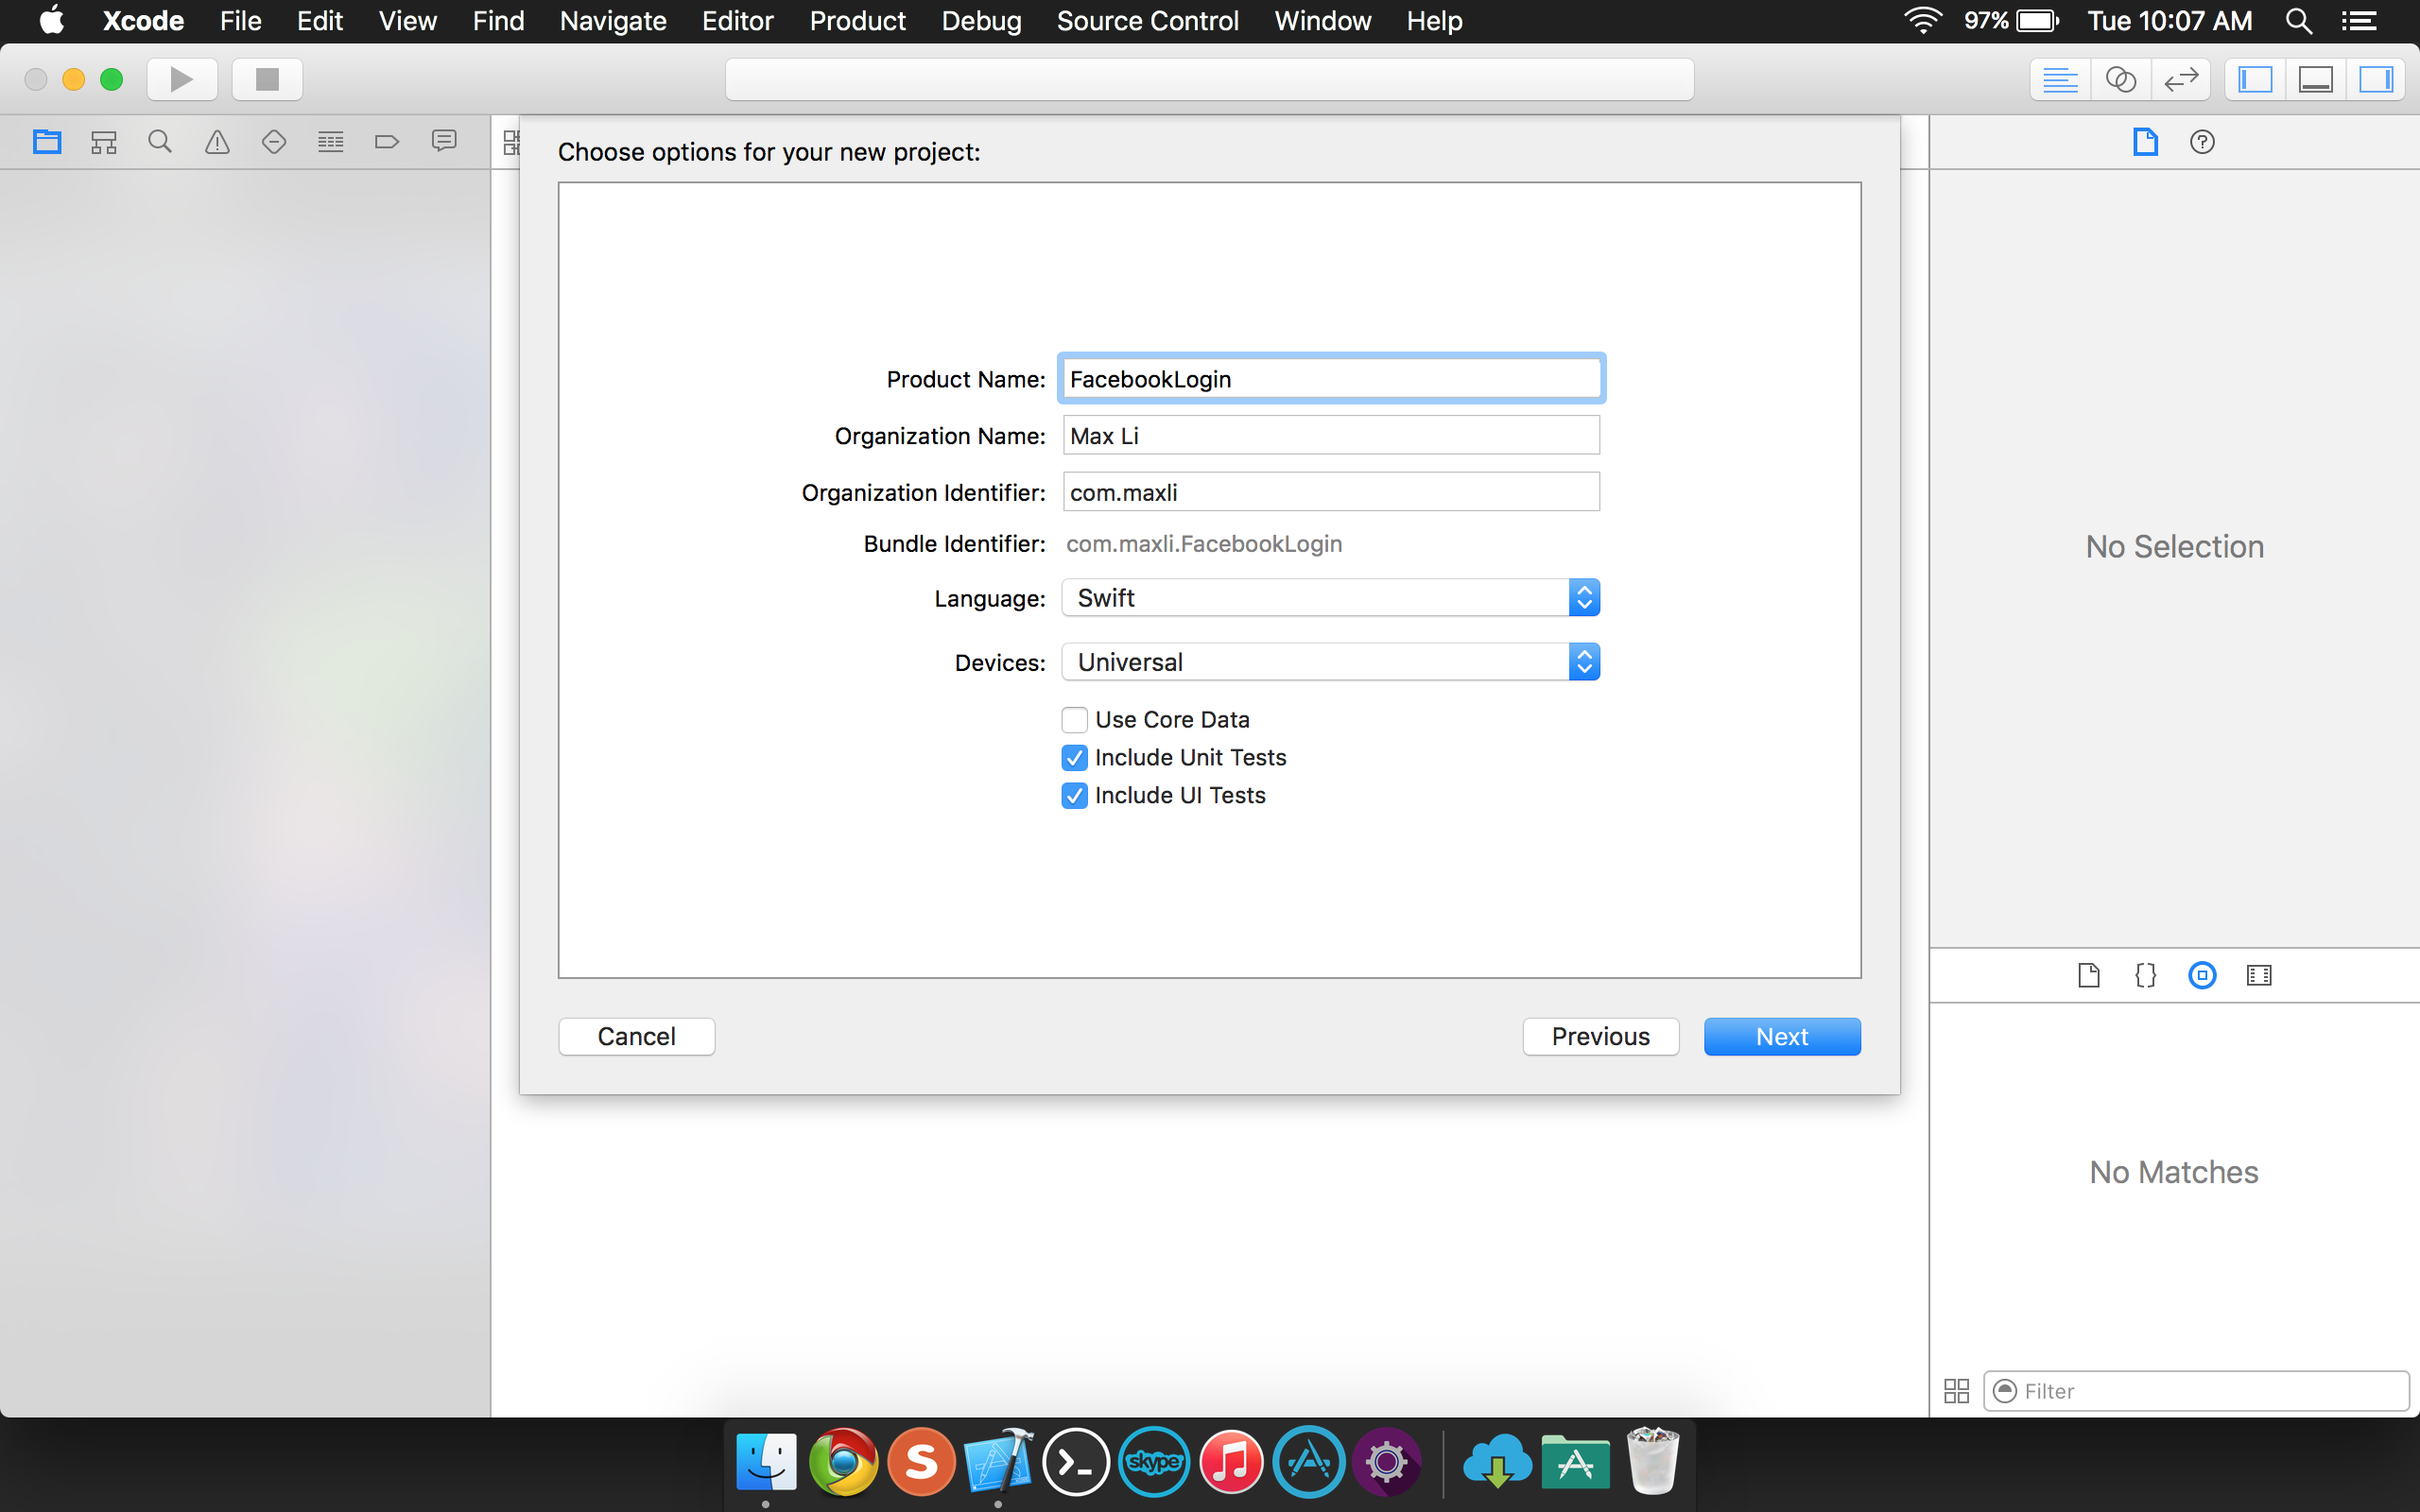 Xcode File Edit View Find Navigate Editor Product Debug Source Control Window Help 97% Tue 10:07 AM
Choose options for your new project:
Product Name: FacebookLogin
Organization Name: Max Li
Organization Identifier: com.maxli
Bundle Identifier: com.maxli.FacebookLogin
Language: Swift
Devices: Universal
Use Core Data
Include Unit Tests
Include UI Tests
Cancel Previous Next
No Selection
No Matches
Filter
S
skype